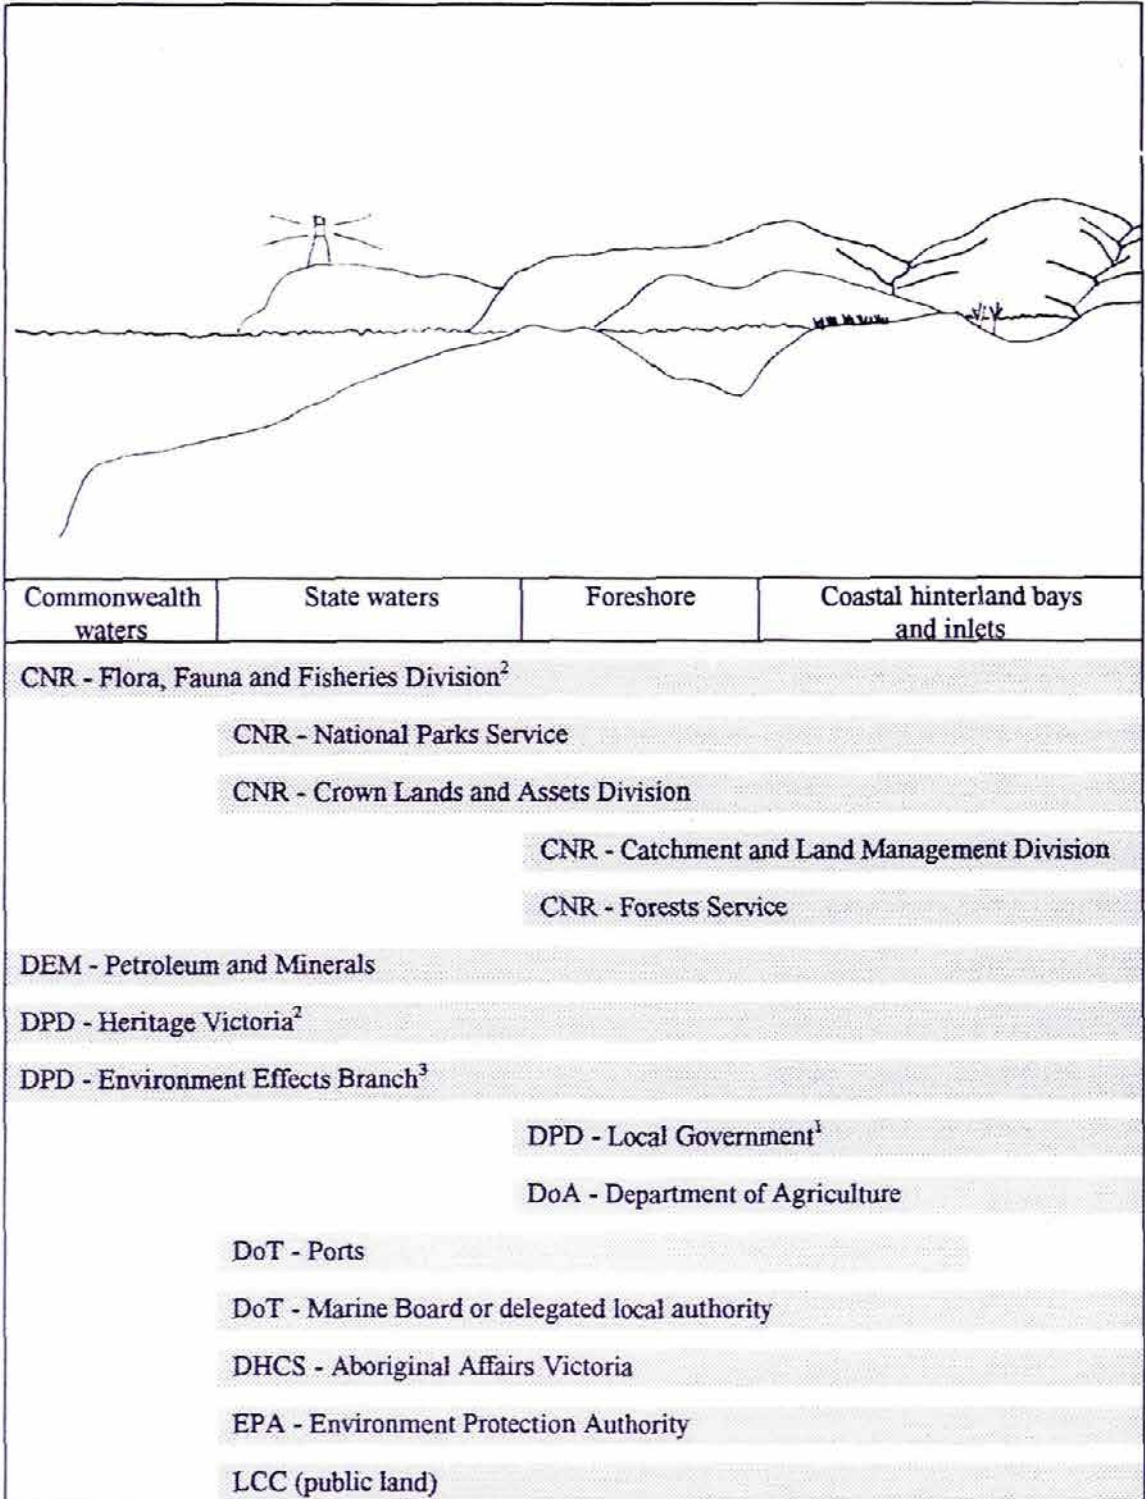 Commonwealth waters
State waters
Foreshore
Coastal hinterland bays and inlets
CNR - Flora, Fauna and Fisheries Division²
CNR - National Parks Service
CNR - Crown Lands and Assets Division
CNR - Catchment and Land Management Division
CNR - Forests Service
DEM - Petroleum and Minerals
DPD - Heritage Victoria²
DPD - Environment Effects Branch³
DPD - Local Government¹
DoA - Department of Agriculture
DoT - Ports
DoT - Marine Board or delegated local authority
DHCS - Aboriginal Affairs Victoria
EPA - Environment Protection Authority
LCC (public land)